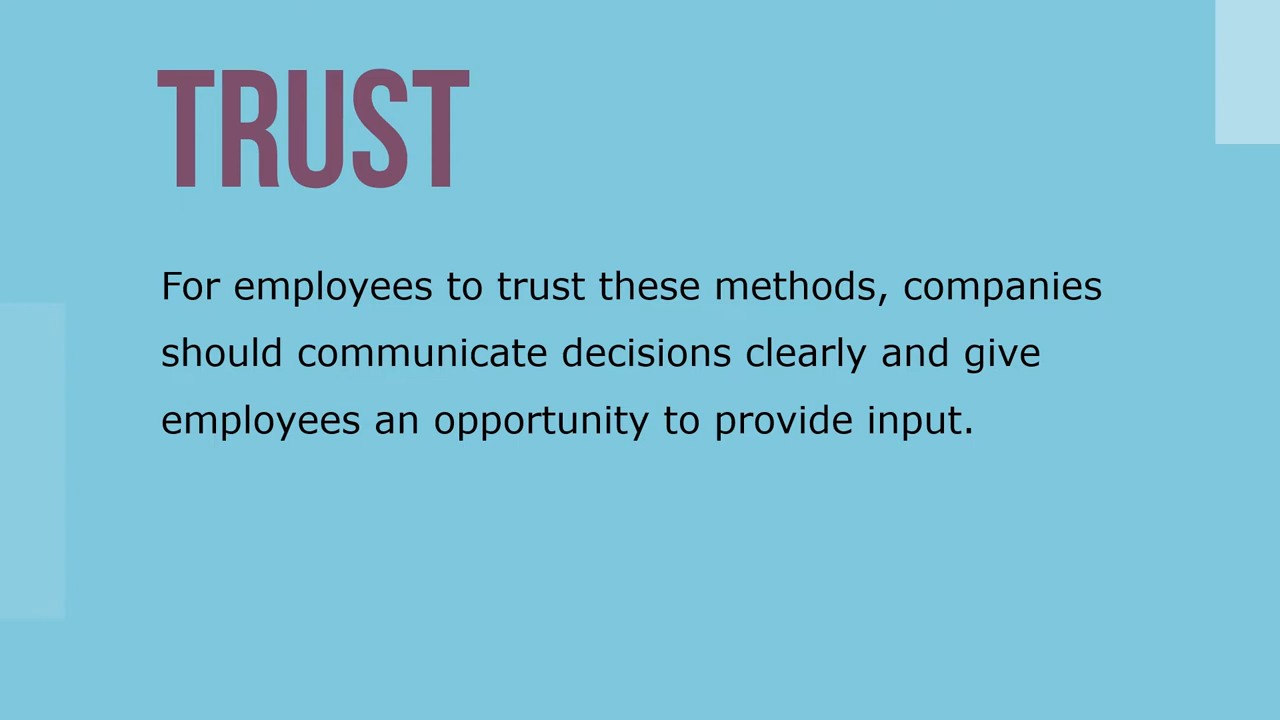 TRUST
For employees to trust these methods, companies
should communicate decisions clearly and give
employees an opportunity to provide input.